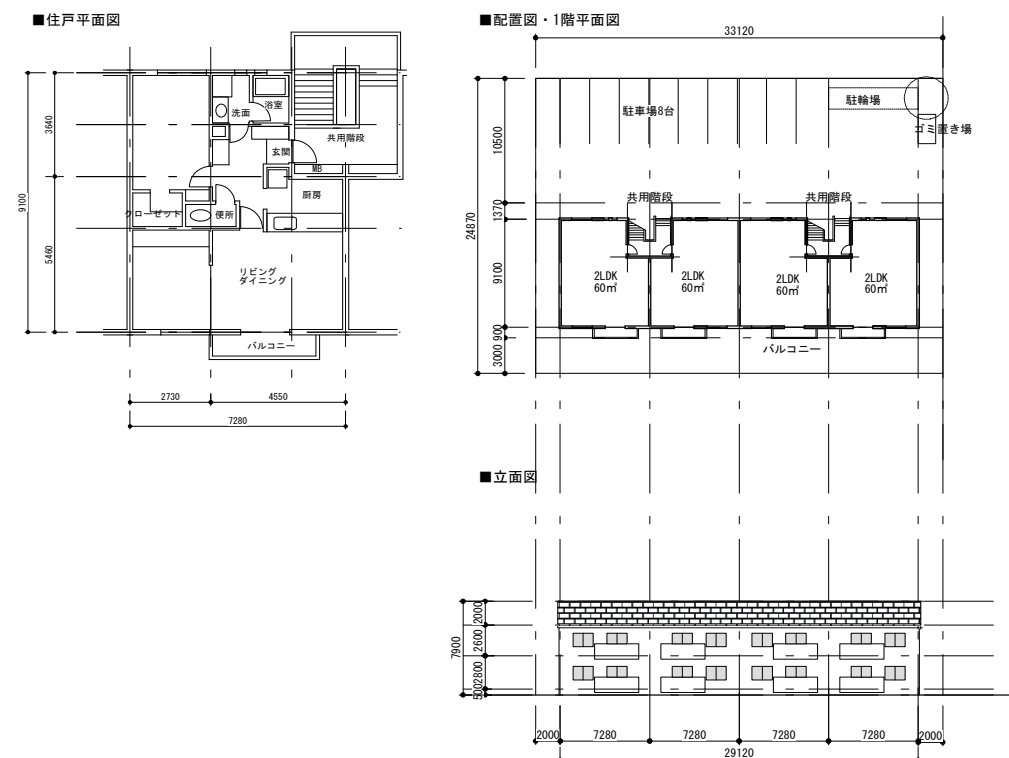 ■住戸平面図
浴室
洗面
共用階段
玄関
MB
厨房
クローゼット
便所
リビング
ダイニング
バルコニー
3640
9100
5460
2730
4550
7280
■配置図・1階平面図
33120
駐車場8台
駐輪場
ゴミ置き場
10500
共用階段
共用階段
1370
24870
9100
2LDK
60㎡
2LDK
60㎡
2LDK
60㎡
2LDK
60㎡
900
3000
バルコニー
■立面図
2000
2600
7900
2800
500
2000
7280
7280
7280
7280
2000
29120